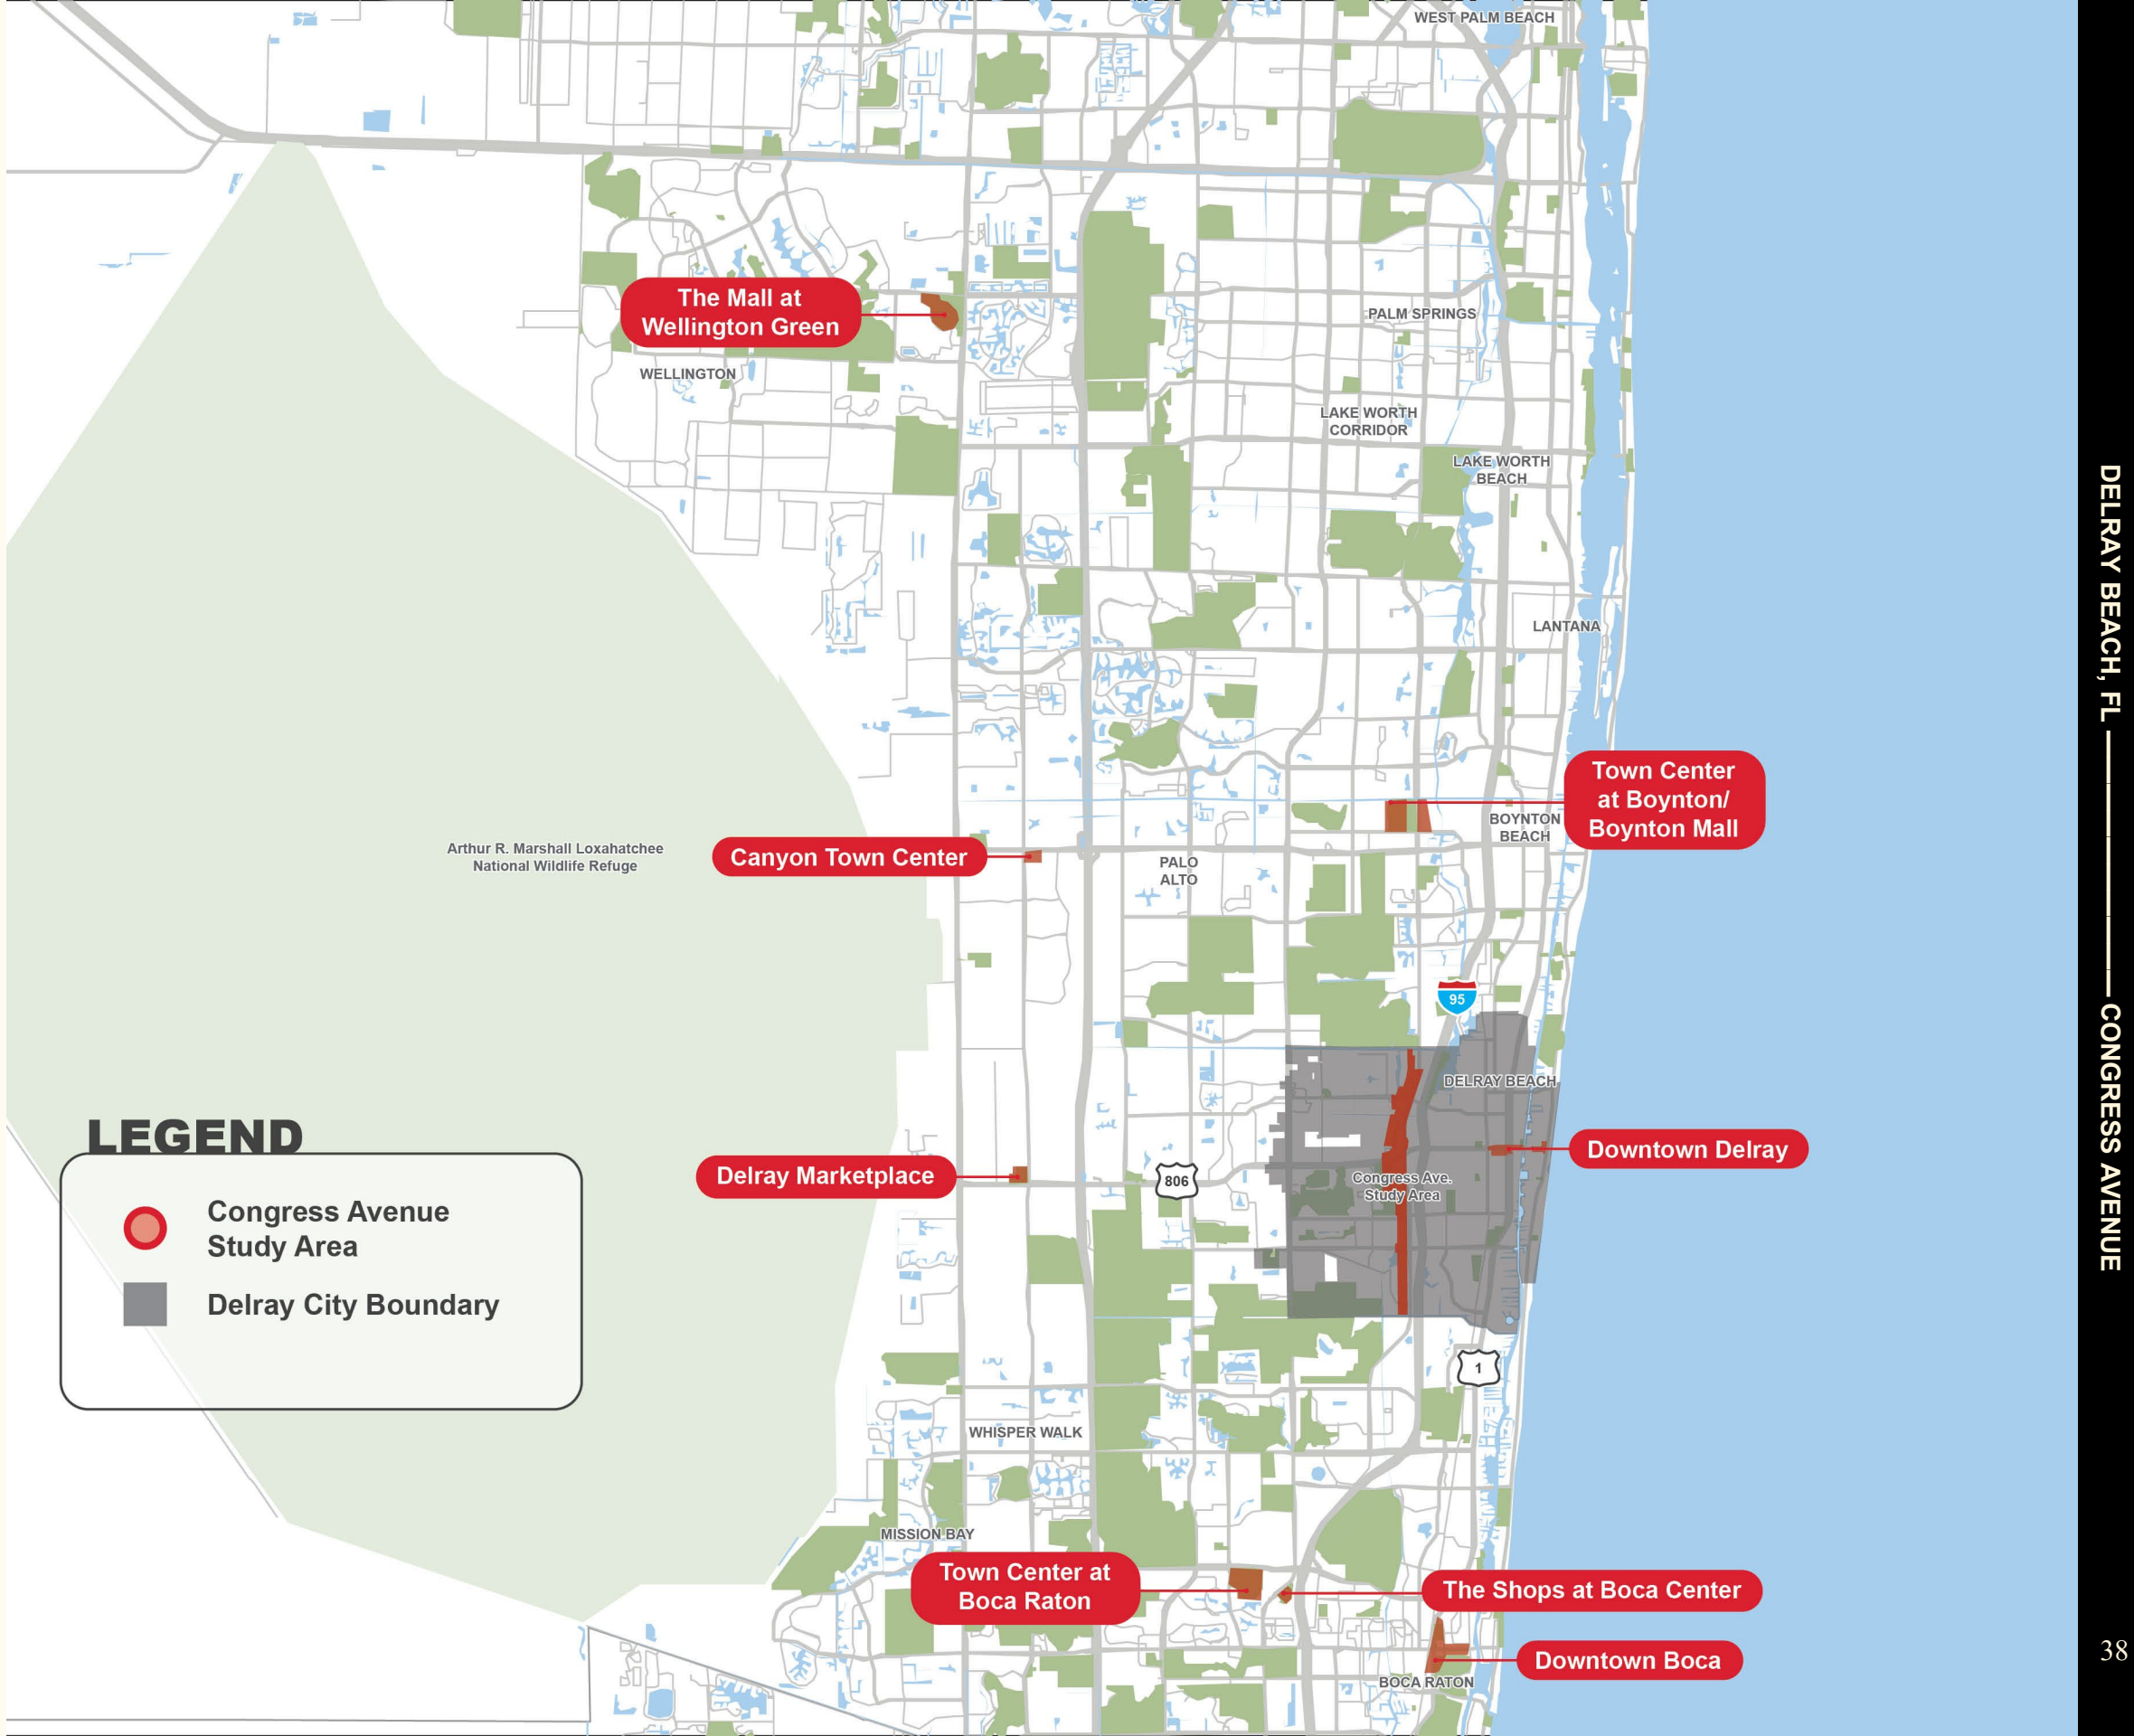 WEST PALM BEACH
The Mall at
Wellington Green
PALM SPRINGS
WELLINGTON
LAKE WORTH
CORRIDOR
LAKE WORTH
BEACH
LANTANA
Town Center
at Boynton/
Boynton Mall
BOYNTON
BEACH
Arthur R. Marshall Loxahatchee
National Wildlife Refuge
Canyon Town Center
PALO
ALTO
95
DELRAY BEACH
Downtown Delray
Delray Marketplace
806
Congress Ave.
Study Area
LEGEND
Congress Avenue
Study Area
Delray City Boundary
1
WHISPER WALK
MISSION BAY
Town Center at
Boca Raton
The Shops at Boca Center
Downtown Boca
BOCA RATON
DELRAY BEACH, FL
CONGRESS AVENUE
38